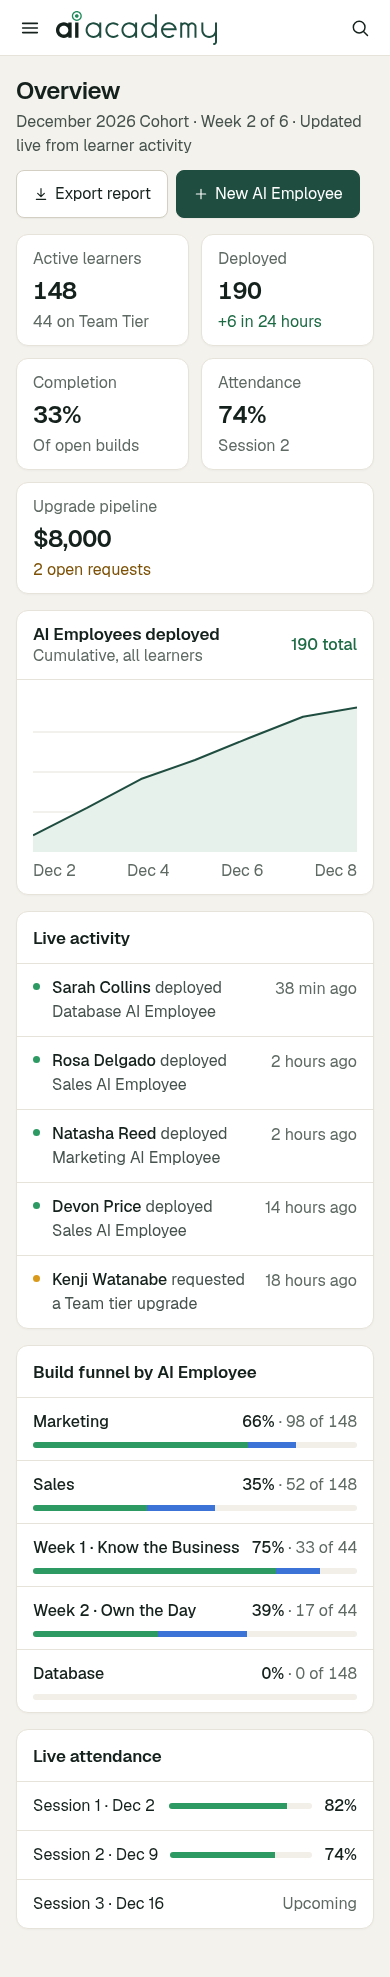 ai academy
Overview
December 2026 Cohort · Week 2 of 6 · Updated
live from learner activity
Export report
New AI Employee
Active learners
148
44 on Team Tier
Deployed
190
+6 in 24 hours
Completion
33%
Of open builds
Attendance
74%
Session 2
Upgrade pipeline
$8,000
2 open requests
AI Employees deployed
Cumulative, all learners
190 total
Dec 2 Dec 4 Dec 6 Dec 8
Live activity
Sarah Collins deployed 38 min ago
Database AI Employee
Rosa Delgado deployed 2 hours ago
Sales AI Employee
Natasha Reed deployed 2 hours ago
Marketing AI Employee
Devon Price deployed 14 hours ago
Sales AI Employee
Kenji Watanabe requested 18 hours ago
a Team tier upgrade
Build funnel by AI Employee
Marketing 66% · 98 of 148
Sales 35% · 52 of 148
Week 1 · Know the Business 75% · 33 of 44
Week 2 · Own the Day 39% · 17 of 44
Database 0% · 0 of 148
Live attendance
Session 1 · Dec 2 82%
Session 2 · Dec 9 74%
Session 3 · Dec 16 Upcoming